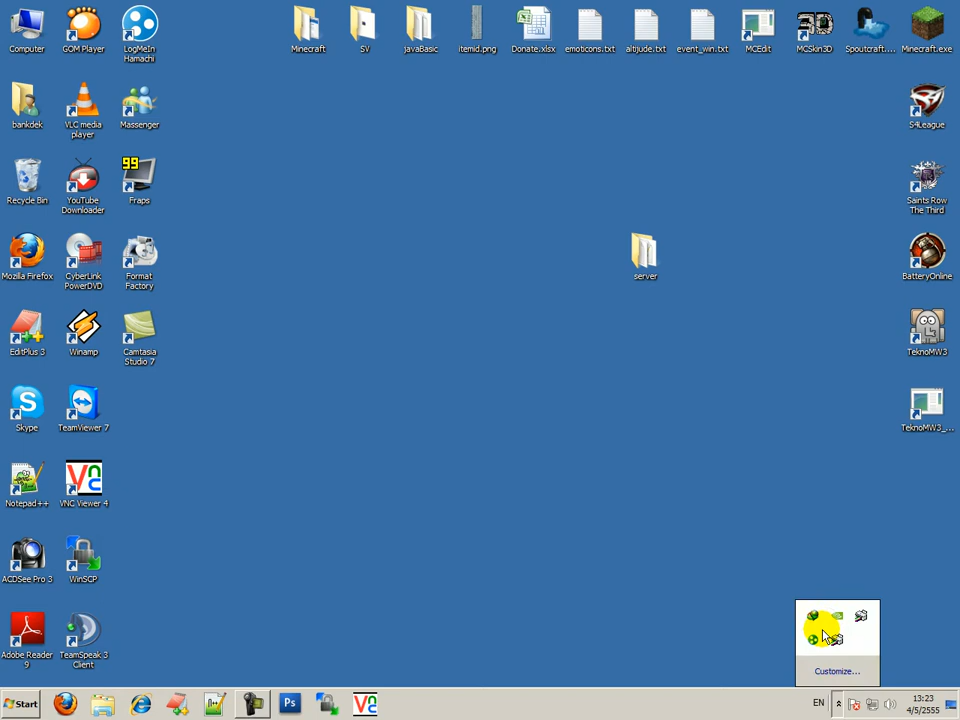 Computer
GOM Player
LogMeIn
Hamachi
Minecraft
SV
javaBasic
itemid.png
Donate.xlsx
emoticons.txt
altijude.txt
event_win.txt
MCEdit
MCSkin3D
Spoutcraft....
Minecraft.exe
bankdek
VLC media
player
Massenger
S4League
Recycle Bin
YouTube
Downloader
99
Fraps
Saints Row
The Third
Mozilla Firefox
CyberLink
PowerDVD
Format
Factory
server
BatteryOnline
EditPlus 3
Winamp
Camtasia
Studio 7
TeknoMW3
Skype
TeamViewer 7
TeknoMW3_...
Notepad++
VNC Viewer 4
ACDSee Pro 3
WinSCP
Adobe Reader
9
TeamSpeak 3
Client
Customize...
Start
Ps
EN
13:23
4/5/2555